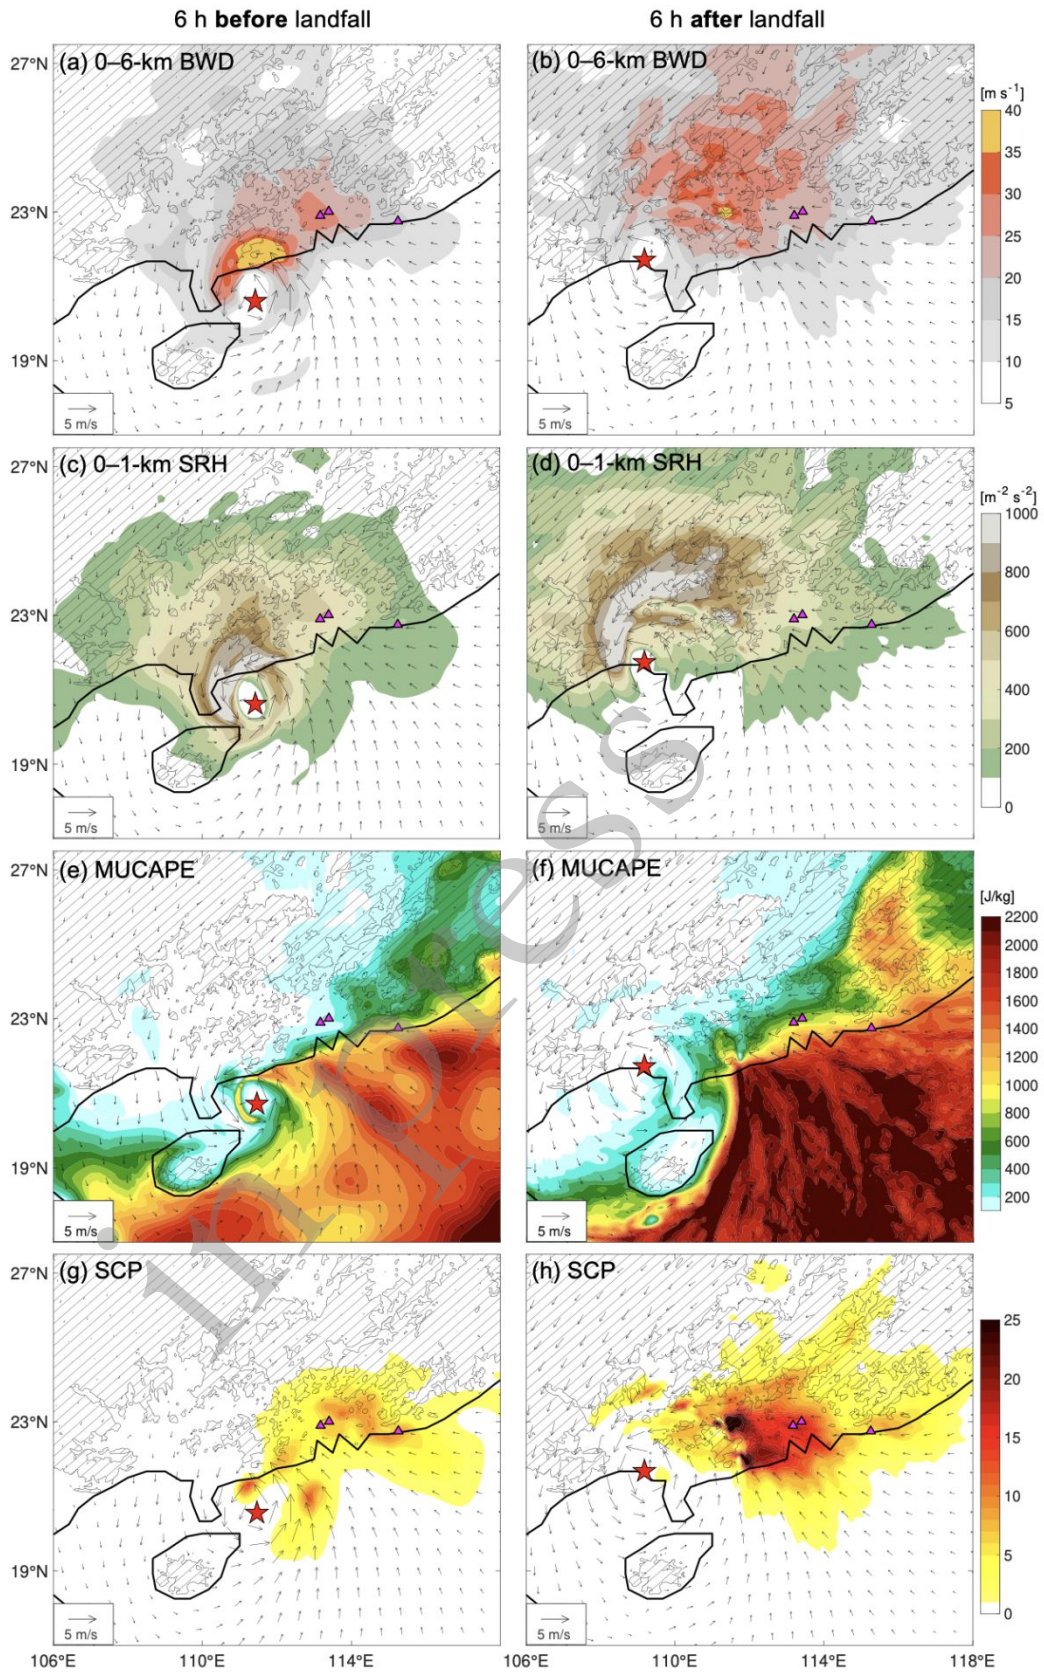 6 h before landfall
6 h after landfall
27°N
(a) 0–6-km BWD
(b) 0–6-km BWD
[m s⁻¹]
40
35
30
25
20
15
10
5
23°N
19°N
5 m/s
5 m/s
27°N
(c) 0–1-km SRH
(d) 0–1-km SRH
[m⁻² s⁻²]
1000
800
600
400
200
0
23°N
19°N
5 m/s
5 m/s
27°N
(e) MUCAPE
(f) MUCAPE
[J/kg]
2200
2000
1800
1600
1400
1200
1000
800
600
400
200
23°N
19°N
5 m/s
5 m/s
27°N
(g) SCP
(h) SCP
25
20
15
10
5
0
23°N
19°N
5 m/s
5 m/s
106°E
110°E
114°E
106°E
110°E
114°E
118°E